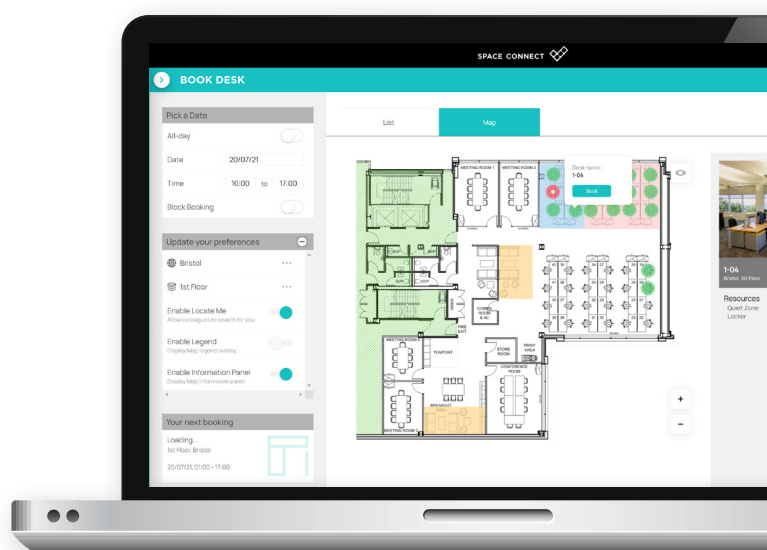 SPACE CONNECT
BOOK DESK
Pick a Date
All-day
Date 20/07/21
Time 10:00 to 17:00
Block Booking
Update your preferences
Bristol
1st Floor
Enable Locate Me
Allow colleagues to search for you.
Enable Legend
Display Map legend overlay.
Enable Information Panel
Display Map information panel.
Your next booking
Loading...
1st Floor, Bristol
20/07/21, 01:00 - 17:00
List
Map
MEETING ROOM 1
MEETING ROOM 2
Desk name:
1-04
Book
COMMS
ROOM
& AC
FIRE
EXIT
TEAPOINT
STORE
ROOM
PRINT
AREA
CONFERENCE
ROOM
BREAKOUT
AREA
MEETING ROOM 3
+
-
1-04
Bristol, 1st Floor
Resources
Quiet Zone
Locker